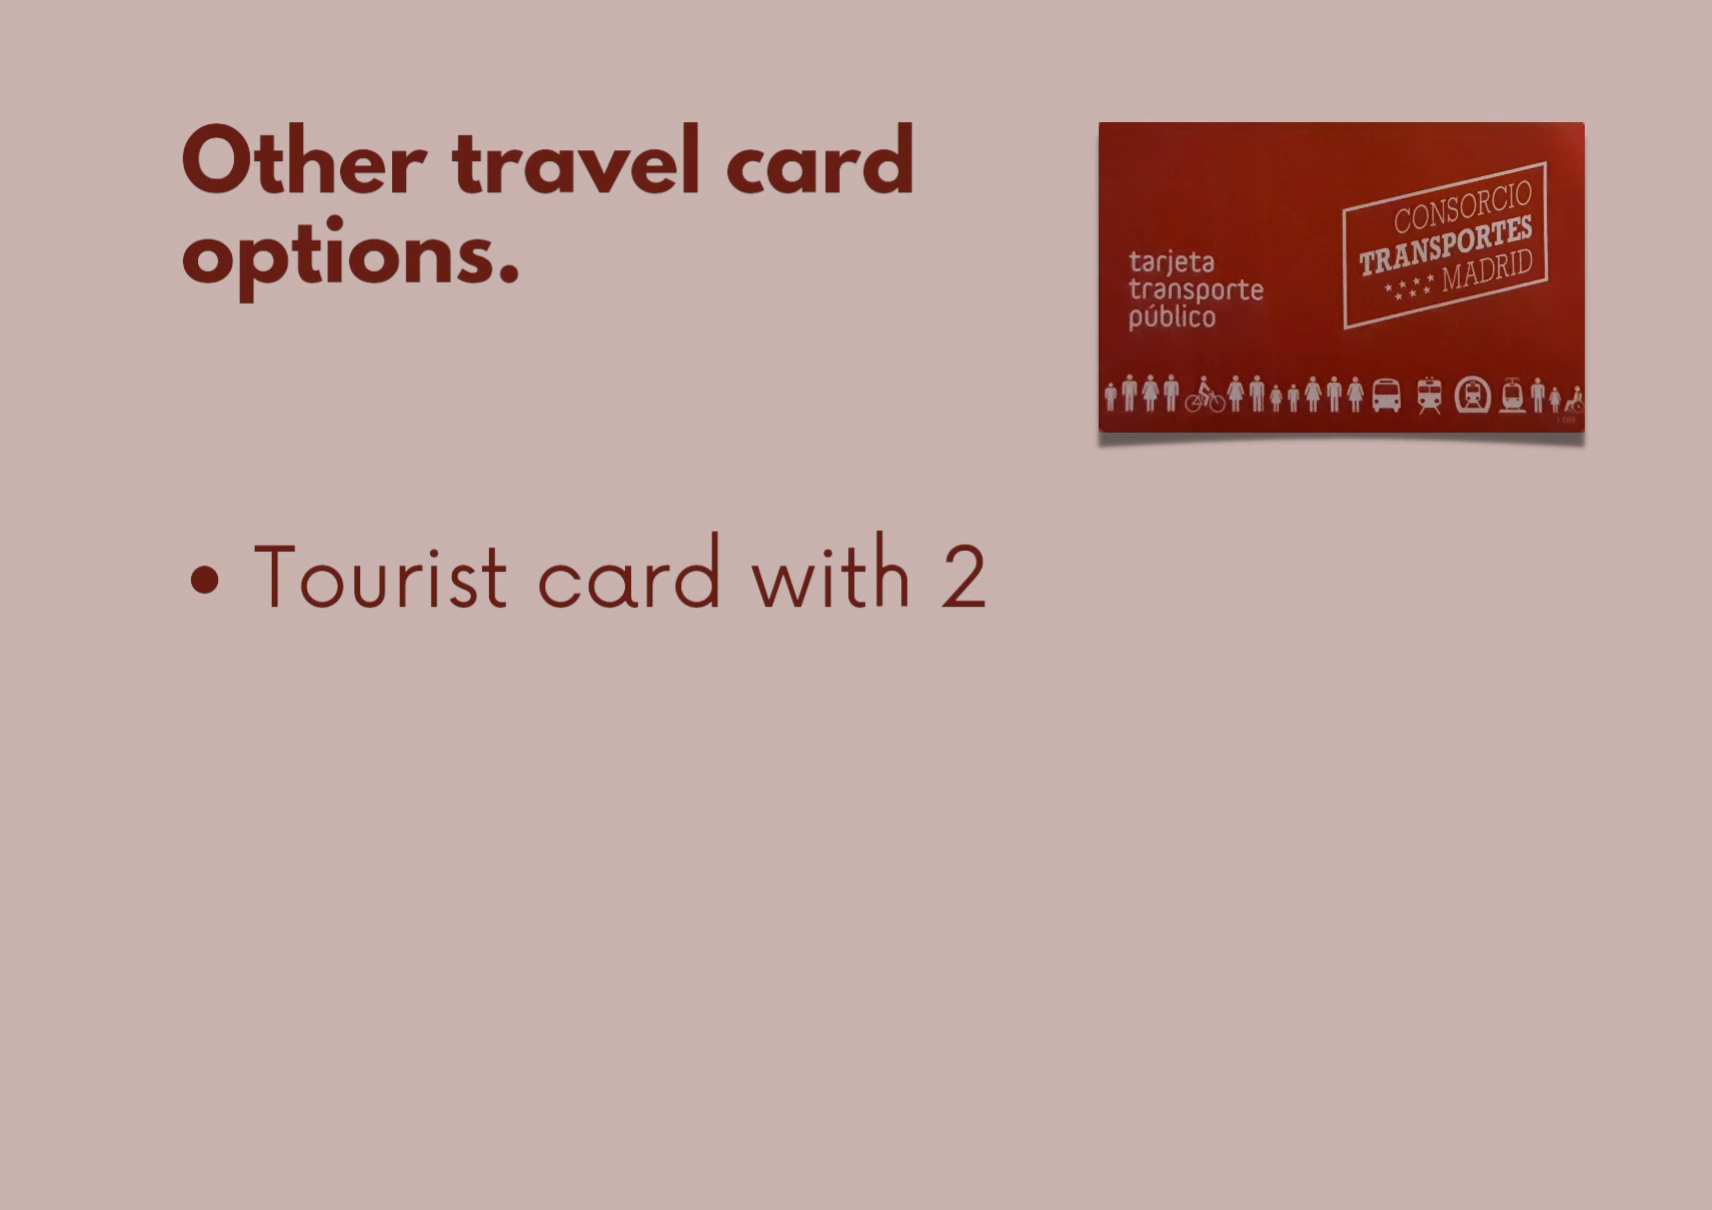 Other travel card
options.
tarjeta
transporte
público
CONSORCIO
TRANSPORTES
MADRID
• Tourist card with 2